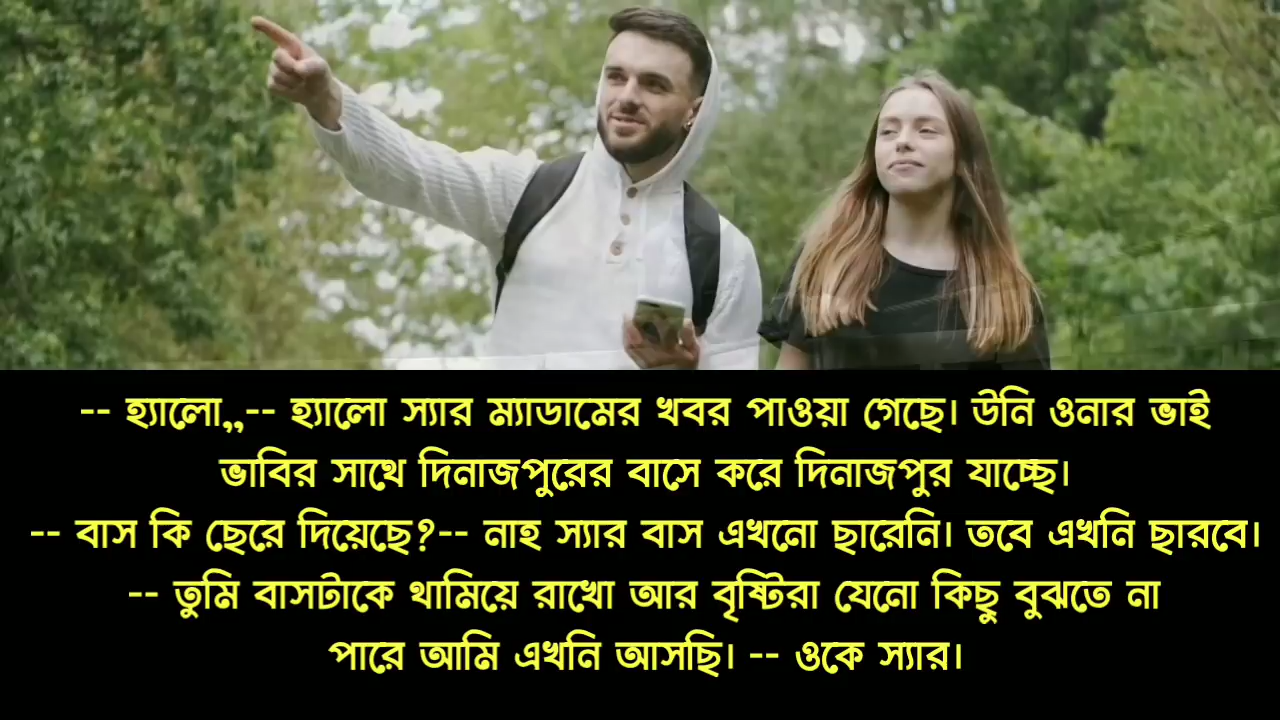 -- হ্যালো,,-- হ্যালো স্যার ম্যাডামের খবর পাওয়া গেছে। উনি ওনার ভাই
ভাবির সাথে দিনাজপুরের বাসে করে দিনাজপুর যাচ্ছে।
-- বাস কি ছেরে দিয়েছে?-- নাহ স্যার বাস এখনো ছারেনি। তবে এখনি ছারবে।
-- তুমি বাসটাকে থামিয়ে রাখো আর বৃষ্টিরা যেনো কিছু বুঝতে না
পারে আমি এখনি আসছি। -- ওকে স্যার।